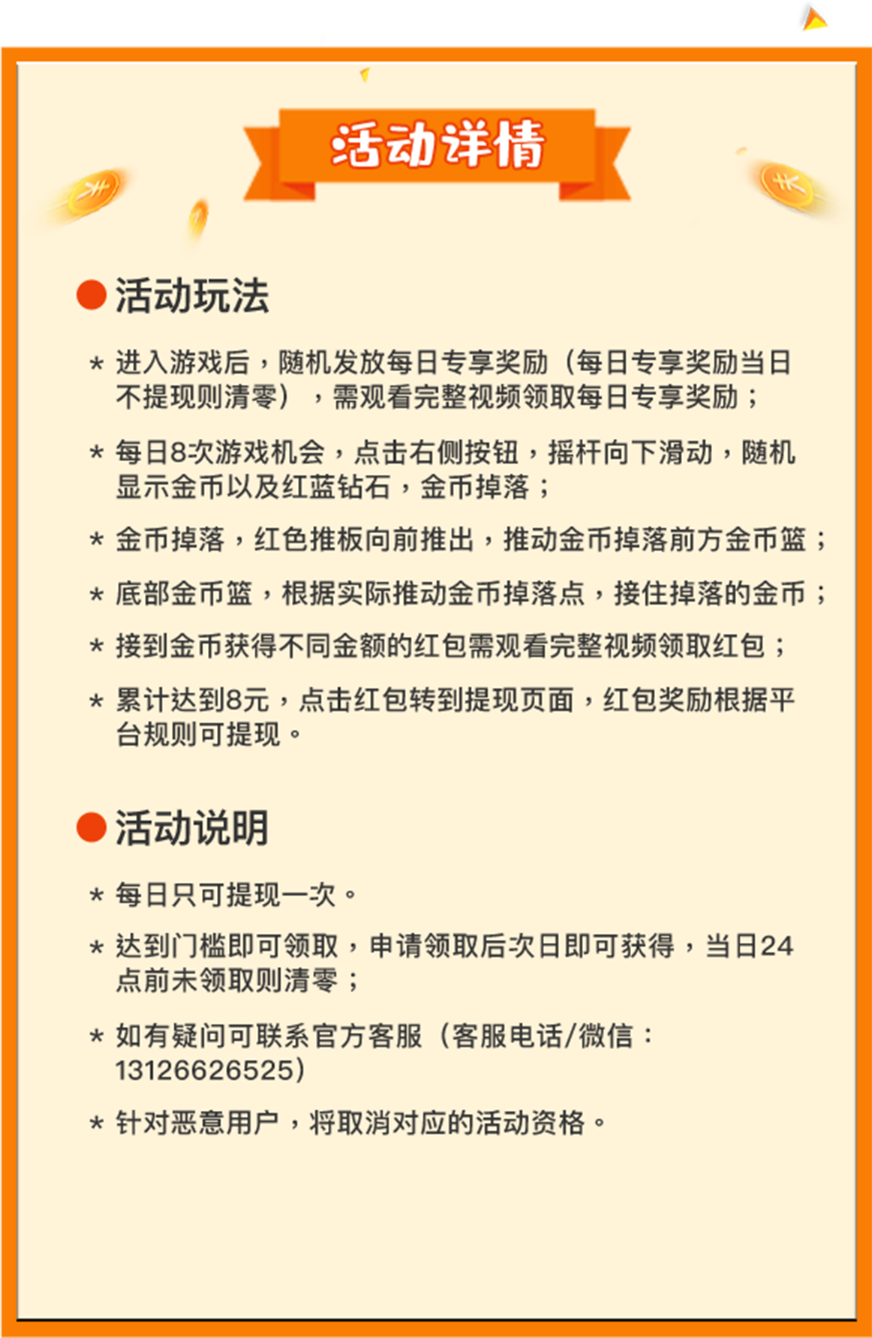 活动详情
活动玩法
* 进入游戏后，随机发放每日专享奖励（每日专享奖励当日
不提现则清零），需观看完整视频领取每日专享奖励；
* 每日8次游戏机会，点击右侧按钮，摇杆向下滑动，随机
显示金币以及红蓝钻石，金币掉落；
* 金币掉落，红色推板向前推出，推动金币掉落前方金币篮；
* 底部金币篮，根据实际推动金币掉落点，接住掉落的金币；
* 接到金币获得不同金额的红包需观看完整视频领取红包；
* 累计达到8元，点击红包转到提现页面，红包奖励根据平
台规则可提现。
活动说明
* 每日只可提现一次。
* 达到门槛即可领取，申请领取后次日即可获得，当日24
点前未领取则清零；
* 如有疑问可联系官方客服（客服电话/微信：
13126626525）
* 针对恶意用户，将取消对应的活动资格。